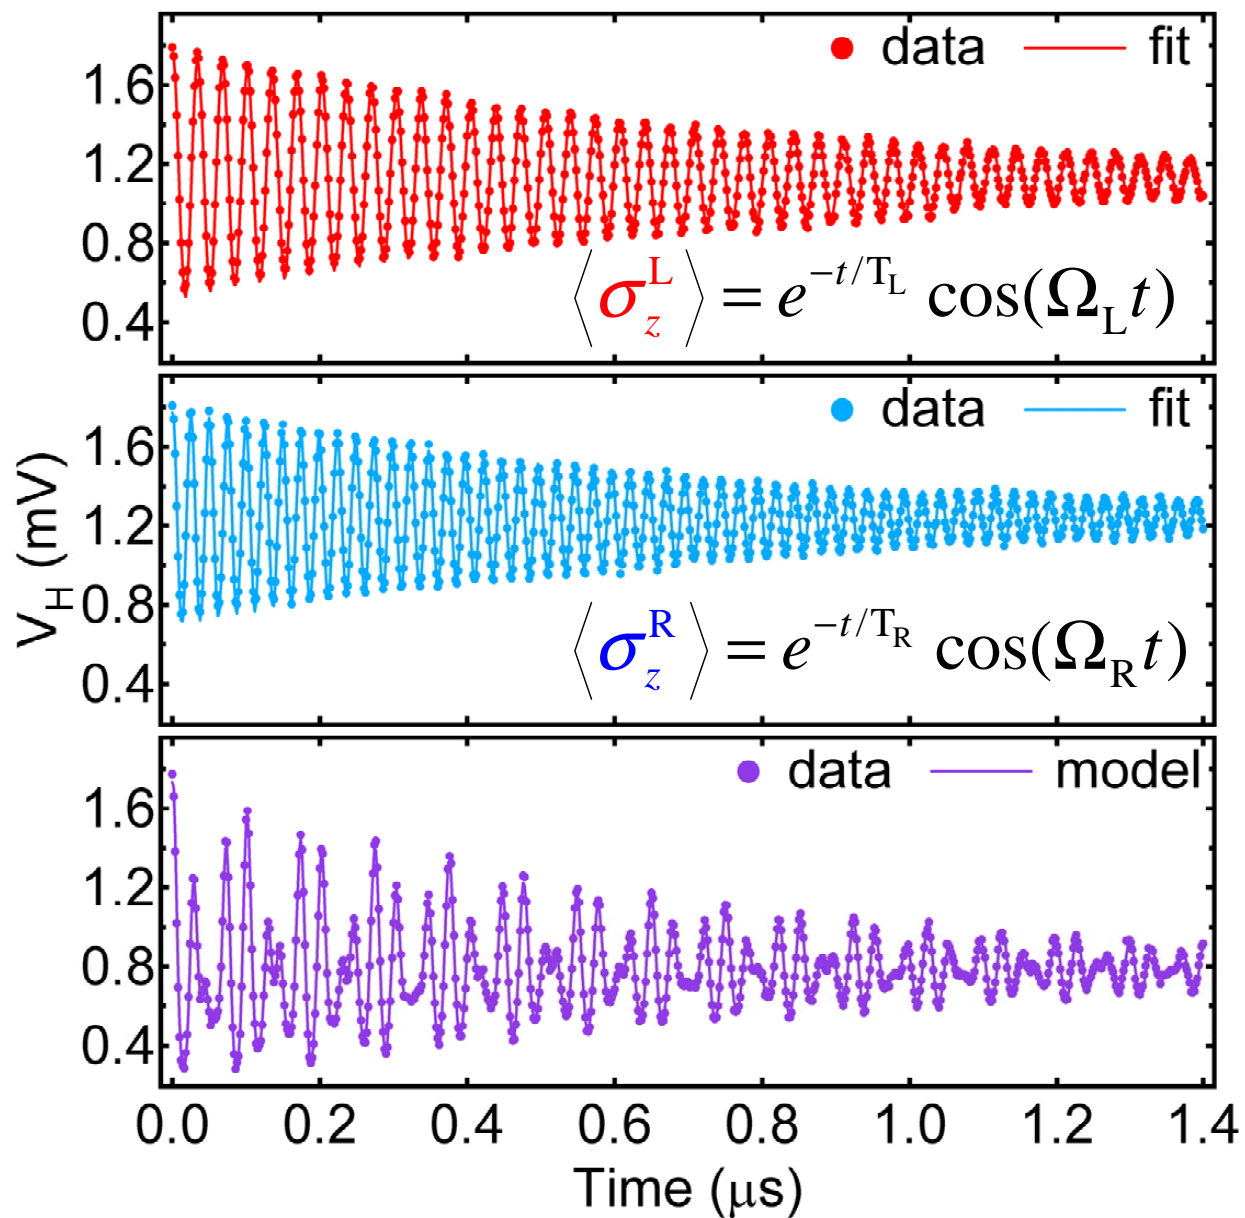 data fit
1.6
1.2
0.8
0.4
⟨σ_z^L⟩ = e^{−t/T_L} cos(Ω_L t)
data fit
1.6
1.2
0.8
0.4
⟨σ_z^R⟩ = e^{−t/T_R} cos(Ω_R t)
V_H (mV)
data model
1.6
1.2
0.8
0.4
0.0 0.2 0.4 0.6 0.8 1.0 1.2 1.4
Time (μs)